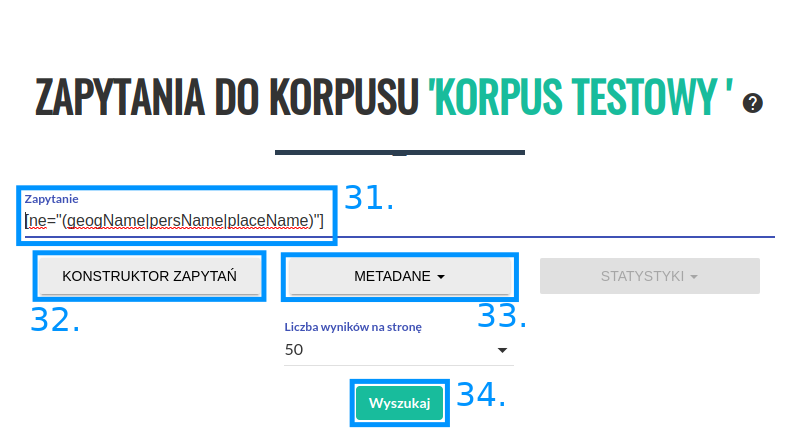 ZAPYTANIA DO KORPUSU 'KORPUS TESTOWY ' ?
Zapytanie 31.
[ne="(geogName|persName|placeName)"]
KONSTRUKTOR ZAPYTAŃ METADANE STATYSTYKI
32. 33.
Liczba wyników na stronę
50
Wyszukaj 34.